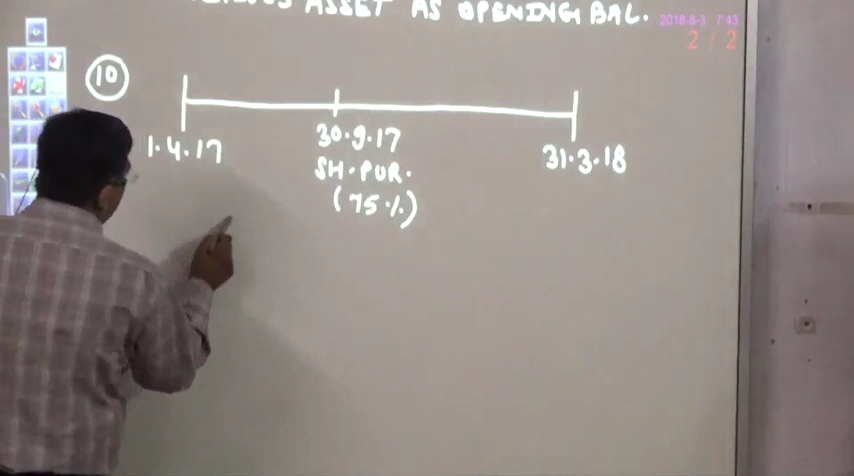 ASSET AS OPENING BAL.
2018-8-3 7:43
2 / 2
10
1.4.17
30.9.17
31.3.18
SH.PUR.
(75%)